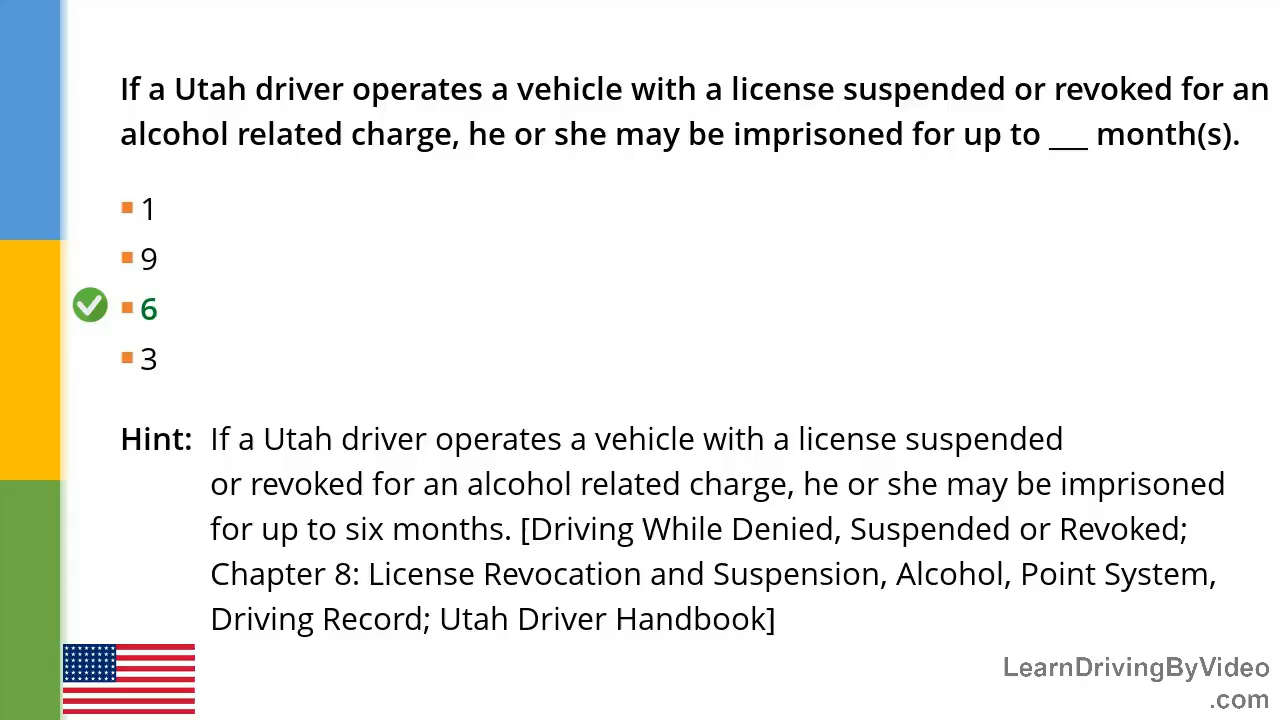 If a Utah driver operates a vehicle with a license suspended or revoked for an
alcohol related charge, he or she may be imprisoned for up to ___ month(s).
1
9
6
3
Hint: If a Utah driver operates a vehicle with a license suspended
or revoked for an alcohol related charge, he or she may be imprisoned
for up to six months. [Driving While Denied, Suspended or Revoked;
Chapter 8: License Revocation and Suspension, Alcohol, Point System,
Driving Record; Utah Driver Handbook]
LearnDrivingByVideo
.com